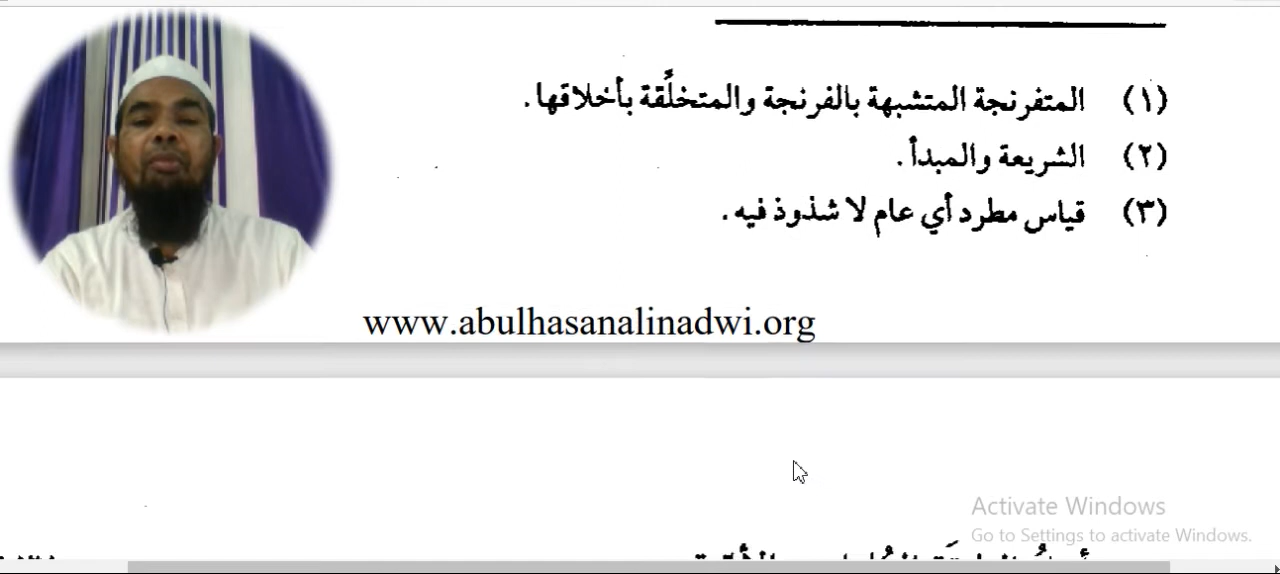 (١) المتفرنجة المتشبهة بالفرنجة والمتخلِّقة بأخلاقها .
(٢) الشريعة والمبدأ .
(٣) قياس مطرد أي عام لا شذوذ فيه .
www.abulhasanalinadwi.org
Activate Windows
Go to Settings to activate Windows.